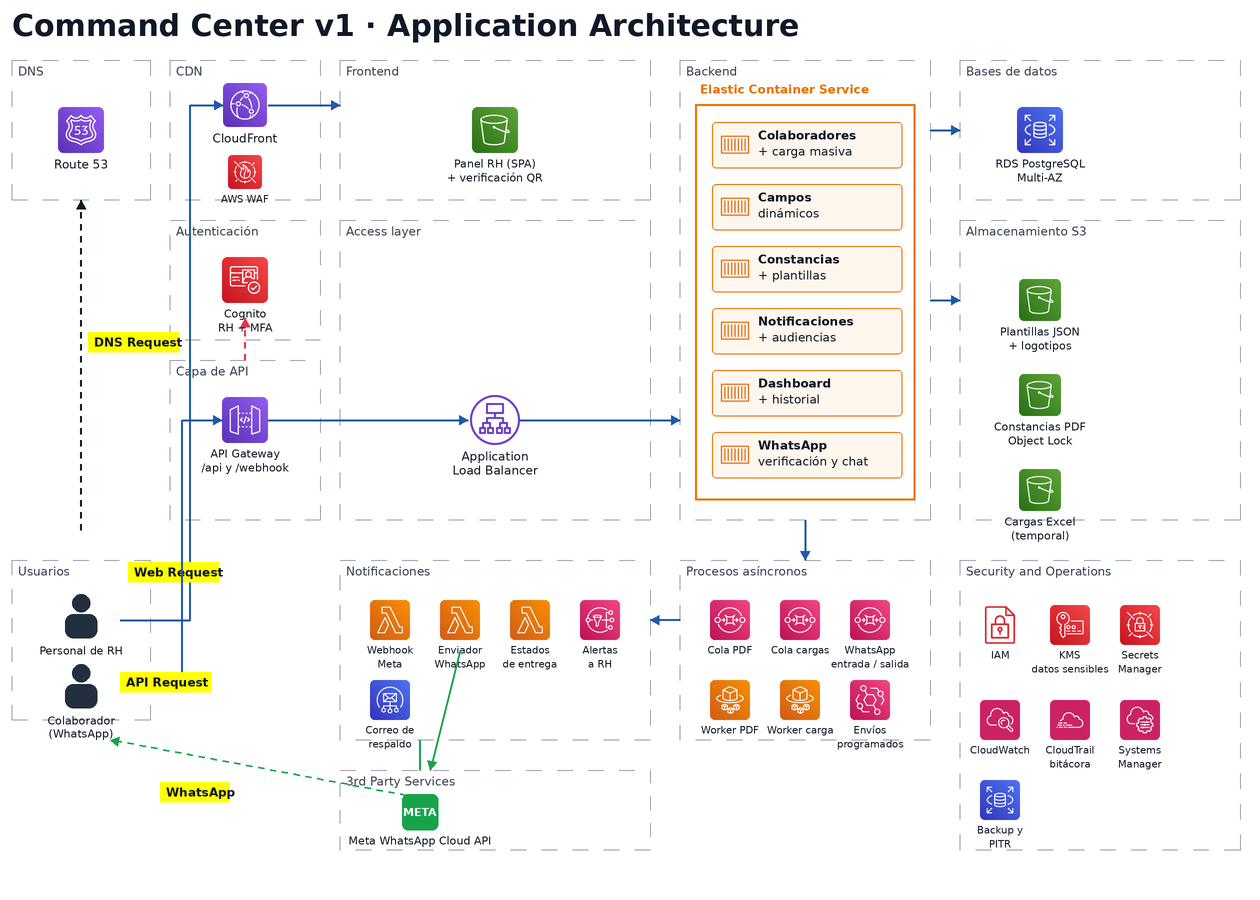 Command Center v1 · Application Architecture
DNS
53
Route 53
CDN
CloudFront
AWS WAF
Frontend
Panel RH (SPA)
+ verificación QR
Backend
Elastic Container Service
Colaboradores
+ carga masiva
Campos
dinámicos
Constancias
+ plantillas
Notificaciones
+ audiencias
Dashboard
+ historial
WhatsApp
verificación y chat
Bases de datos
RDS PostgreSQL
Multi-AZ
Autenticación
Cognito
RH + MFA
Access layer
Application
Load Balancer
Almacenamiento S3
Plantillas JSON
+ logotipos
Constancias PDF
Object Lock
Cargas Excel
(temporal)
DNS Request
Capa de API
API Gateway
/api y /webhook
Web Request
Usuarios
Personal de RH
Colaborador
(WhatsApp)
API Request
WhatsApp
Notificaciones
Webhook
Meta
Enviador
WhatsApp
Estados
de entrega
Alertas
a RH
Correo de
respaldo
3rd Party Services
META
Meta WhatsApp Cloud API
Procesos asíncronos
Cola PDF
Cola cargas
WhatsApp
entrada / salida
Worker PDF
Worker carga
Envíos
programados
Security and Operations
IAM
KMS
datos sensibles
Secrets
Manager
CloudWatch
CloudTrail
bitácora
Systems
Manager
Backup y
PITR